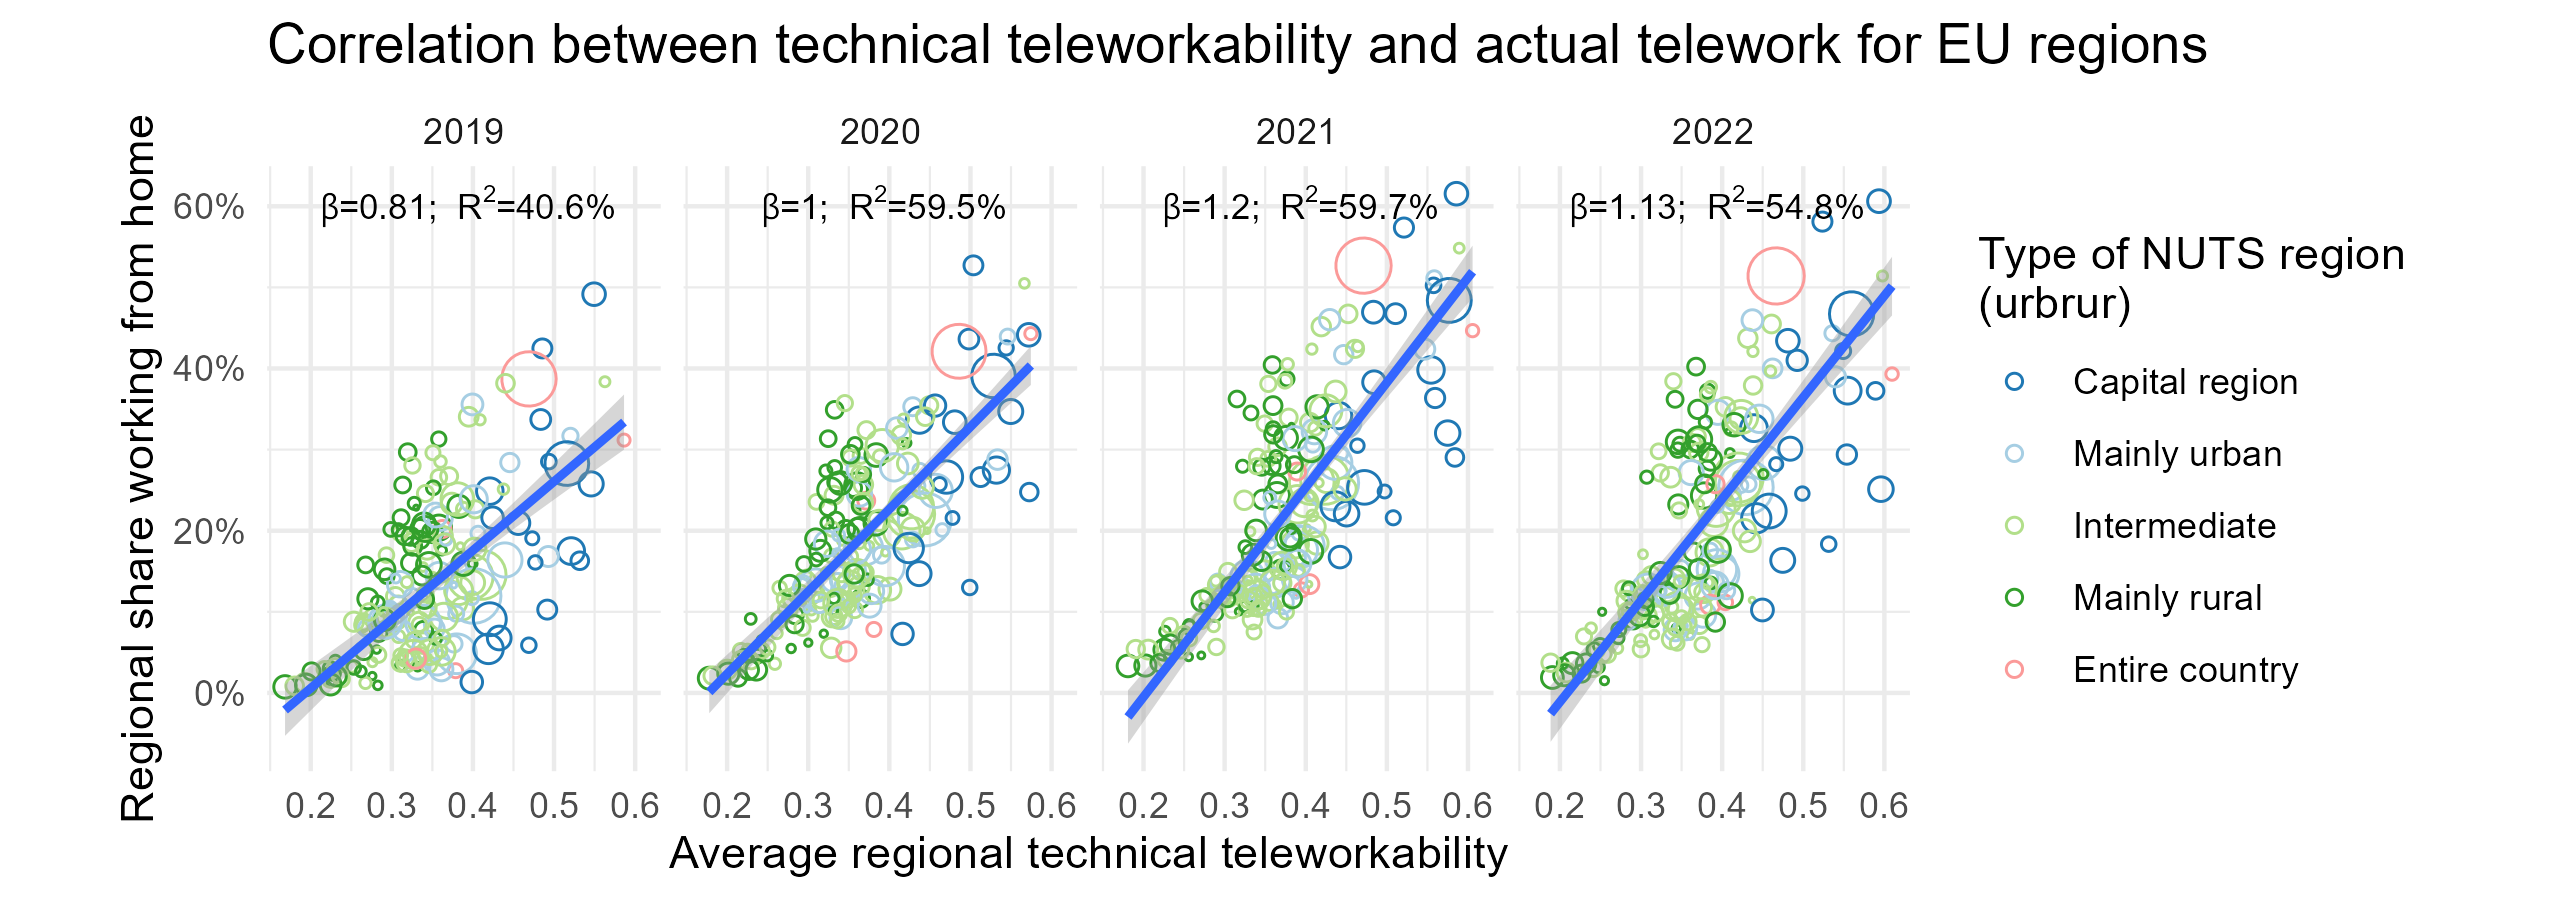 Correlation between technical teleworkability and actual telework for EU regions
Regional share working from home
2019
2020
2021
2022
β=0.81; R²=40.6%
β=1; R²=59.5%
β=1.2; R²=59.7%
β=1.13; R²=54.8%
60%
40%
20%
0%
0.2 0.3 0.4 0.5 0.6
0.2 0.3 0.4 0.5 0.6
0.2 0.3 0.4 0.5 0.6
0.2 0.3 0.4 0.5 0.6
Average regional technical teleworkability
Type of NUTS region
(urbrur)
Capital region
Mainly urban
Intermediate
Mainly rural
Entire country